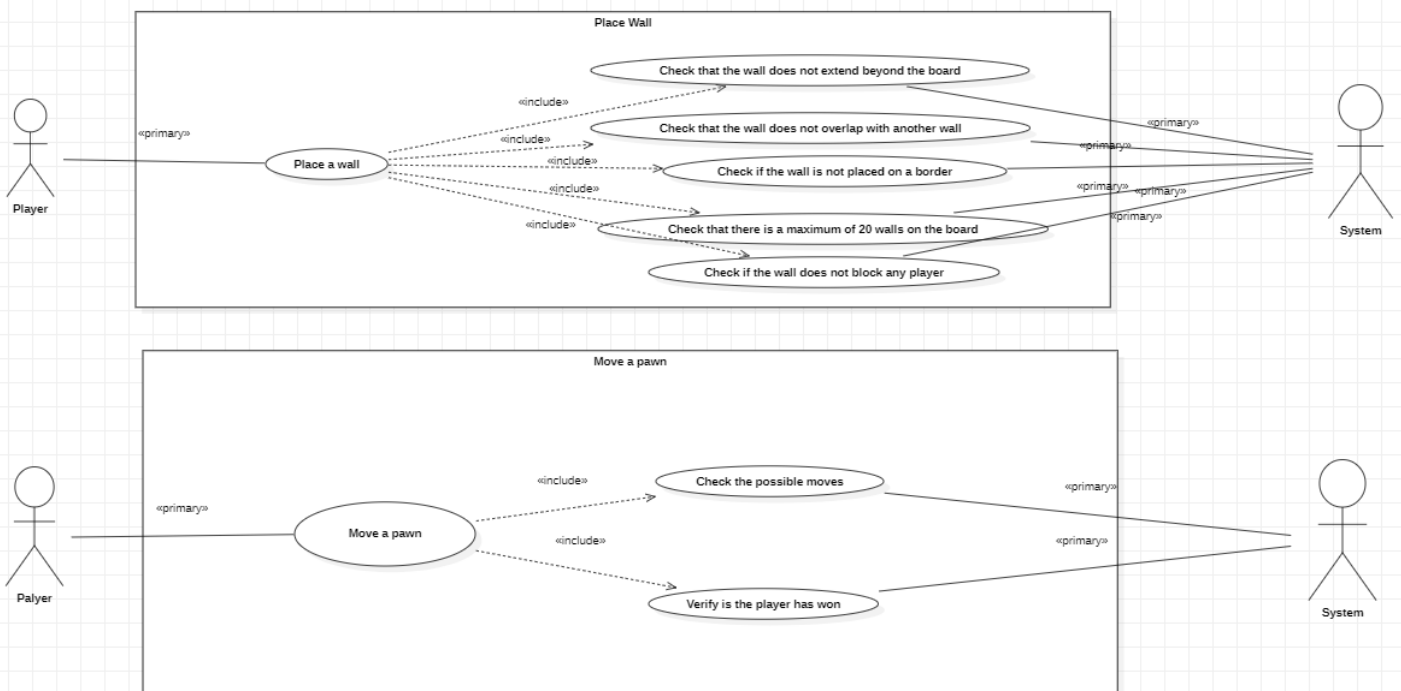 Place Wall
Check that the wall does not extend beyond the board
«include»
«primary»
Check that the wall does not overlap with another wall
«primary»
«include»
«primary»
Place a wall
«include»
Check if the wall is not placed on a border
«include»
«primary»
«primary»
Player
«primary»
«include»
Check that there is a maximum of 20 walls on the board
System
Check if the wall does not block any player
Move a pawn
«include»
Check the possible moves
«primary»
«primary»
Move a pawn
«include»
«primary»
Palyer
Verify is the player has won
System